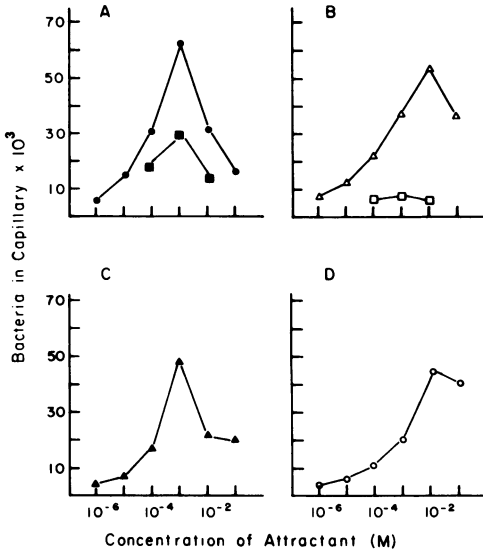 A
B
70
50
30
10
Bacteria in Capillary x 10³
C
D
70
50
30
10
10⁻⁶ 10⁻⁴ 10⁻² 10⁻⁶ 10⁻⁴ 10⁻²
Concentration of Attractant (M)